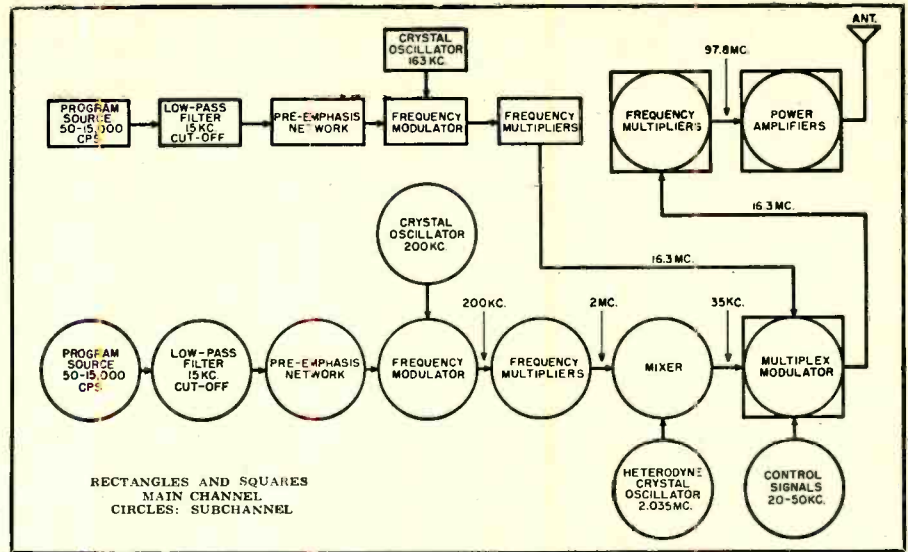 ANT.
CRYSTAL
OSCILLATOR
163 KC.
97.8MC.
PROGRAM
SOURCE
50-15,000
CPS
LOW-PASS
FILTER
15KC
CUT-OFF
PRE-EMPHASIS
NETWORK
FREQUENCY
MODULATOR
FREQUENCY
MULTIPLIERS
FREQUENCY
MULTIPLIERS
POWER
AMPLIFIERS
CRYSTAL
OSCILLATOR
200KC.
16.3MC.
16.3 MC.
200KC.
2MC.
35KC.
PROGRAM
SOURCE
50-15,000
CPS
LOW-PASS
FILTER
15KC
CUT-OFF
PRE-EMPHASIS
NETWORK
FREQUENCY
MODULATOR
FREQUENCY
MULTIPLIERS
MIXER
MULTIPLEX
MODULATOR
HETERODYNE
CRYSTAL
OSCILLATOR
2.035MC.
CONTROL
SIGNALS
20-50KC.
RECTANGLES AND SQUARES
MAIN CHANNEL
CIRCLES: SUBCHANNEL